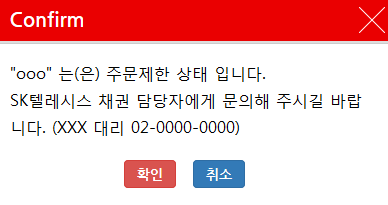 Confirm
"ooo" 는(은) 주문제한 상태 입니다.
SK텔레시스 채권 담당자에게 문의해 주시길 바랍
니다. (XXX 대리 02-0000-0000)
확인 취소